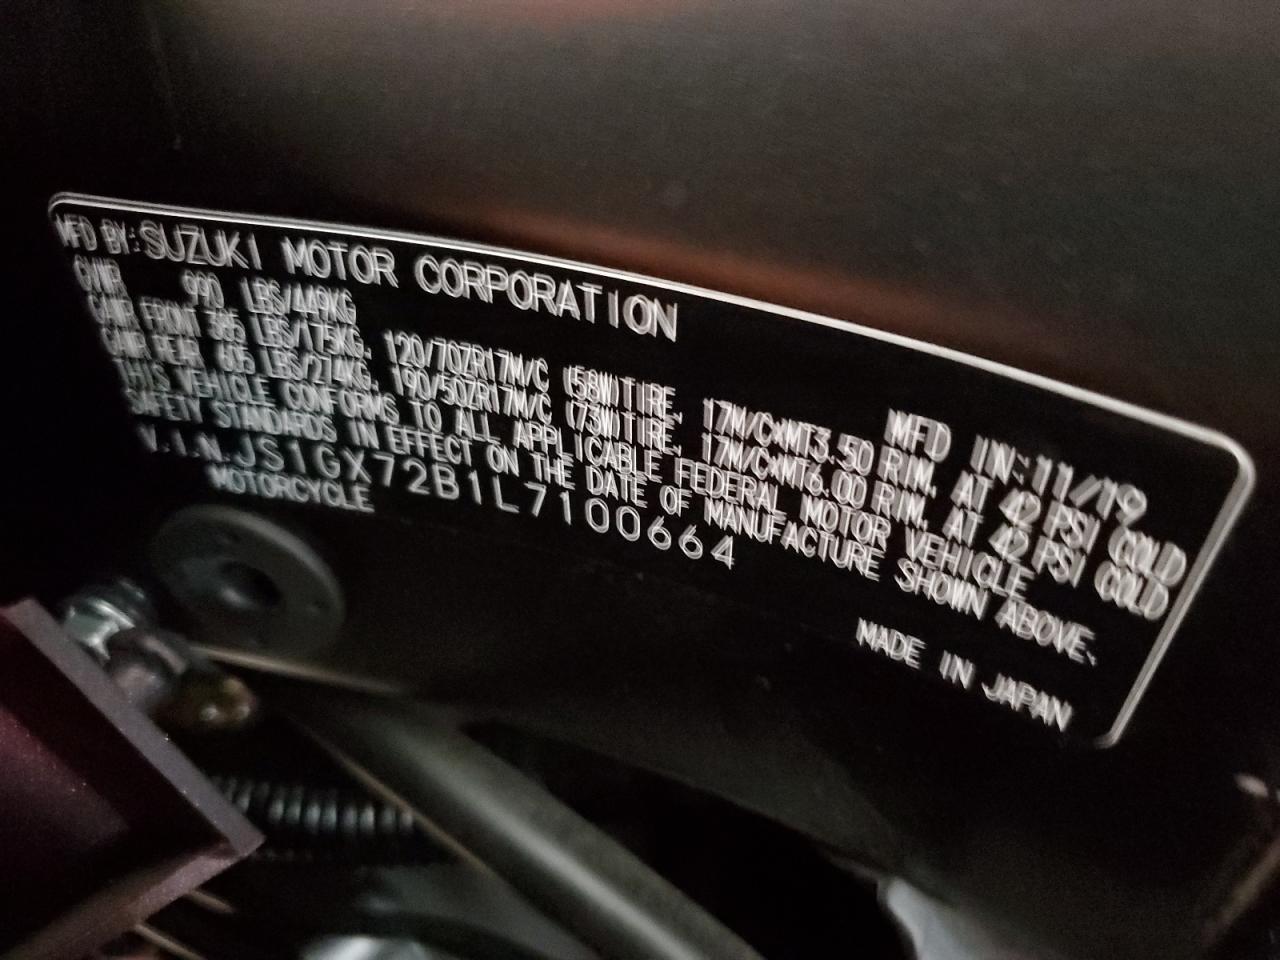 MFD BY:SUZUKI MOTOR CORPORATION
MFD IN:11/19
GVWR 990 LBS/449KG
GAWR FRONT 385 LBS/175KG, 120/70ZR17M/C (58W)TIRE, 17M/C×MT3.50 RIM, AT 42 PSI COLD
GAWR REAR 605 LBS/274KG, 190/50ZR17M/C (73W)TIRE, 17M/C×MT6.00 RIM, AT 42 PSI COLD
THIS VEHICLE CONFORMS TO ALL APPLICABLE FEDERAL MOTOR VEHICLE
SAFETY STANDARDS IN EFFECT ON THE DATE OF MANUFACTURE SHOWN ABOVE.
V.I.N.JS1GX72B1L7100664
MOTORCYCLE
MADE IN JAPAN